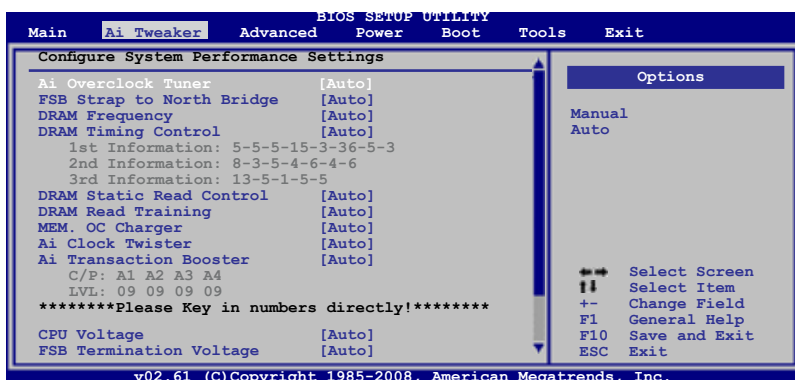 BIOS SETUP UTILITY
Main Ai Tweaker Advanced Power Boot Tools Exit
Configure System Performance Settings
Ai Overclock Tuner [Auto]
FSB Strap to North Bridge [Auto]
DRAM Frequency [Auto]
DRAM Timing Control [Auto]
1st Information: 5-5-5-15-3-36-5-3
2nd Information: 8-3-5-4-6-4-6
3rd Information: 13-5-1-5-5
DRAM Static Read Control [Auto]
DRAM Read Training [Auto]
MEM. OC Charger [Auto]
Ai Clock Twister [Auto]
Ai Transaction Booster [Auto]
C/P: A1 A2 A3 A4
LVL: 09 09 09 09
********Please Key in numbers directly!********
CPU Voltage [Auto]
FSB Termination Voltage [Auto]
Options
Manual
Auto
Select Screen
Select Item
+- Change Field
F1 General Help
F10 Save and Exit
ESC Exit
v02.61 (C)Copyright 1985-2008, American Megatrends, Inc.